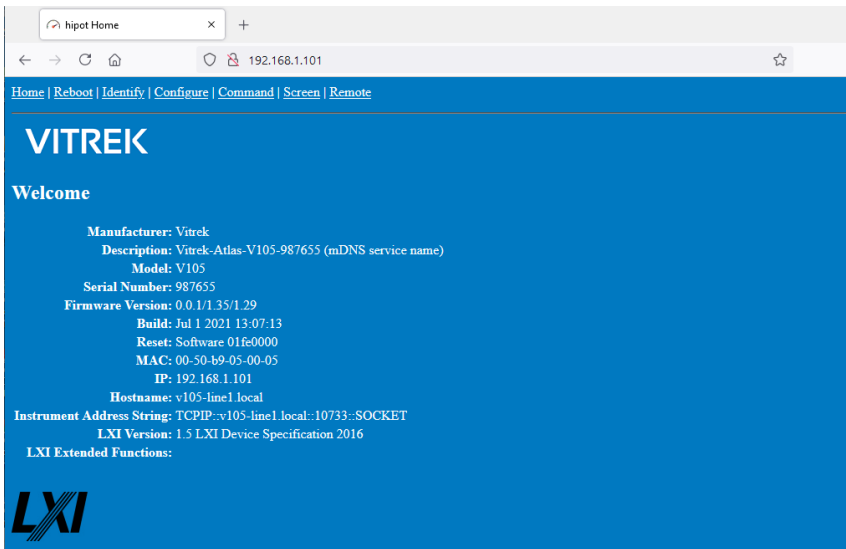 hipot Home
192.168.1.101
Home | Reboot | Identify | Configure | Command | Screen | Remote
VITREK
Welcome
Manufacturer: Vitrek
Description: Vitrek-Atlas-V105-987655 (mDNS service name)
Model: V105
Serial Number: 987655
Firmware Version: 0.0.1/1.35/1.29
Build: Jul 1 2021 13:07:13
Reset: Software 01fe0000
MAC: 00-50-b9-05-00-05
IP: 192.168.1.101
Hostname: v105-line1.local
Instrument Address String: TCPIP::v105-line1.local::10733::SOCKET
LXI Version: 1.5 LXI Device Specification 2016
LXI Extended Functions:
LXI